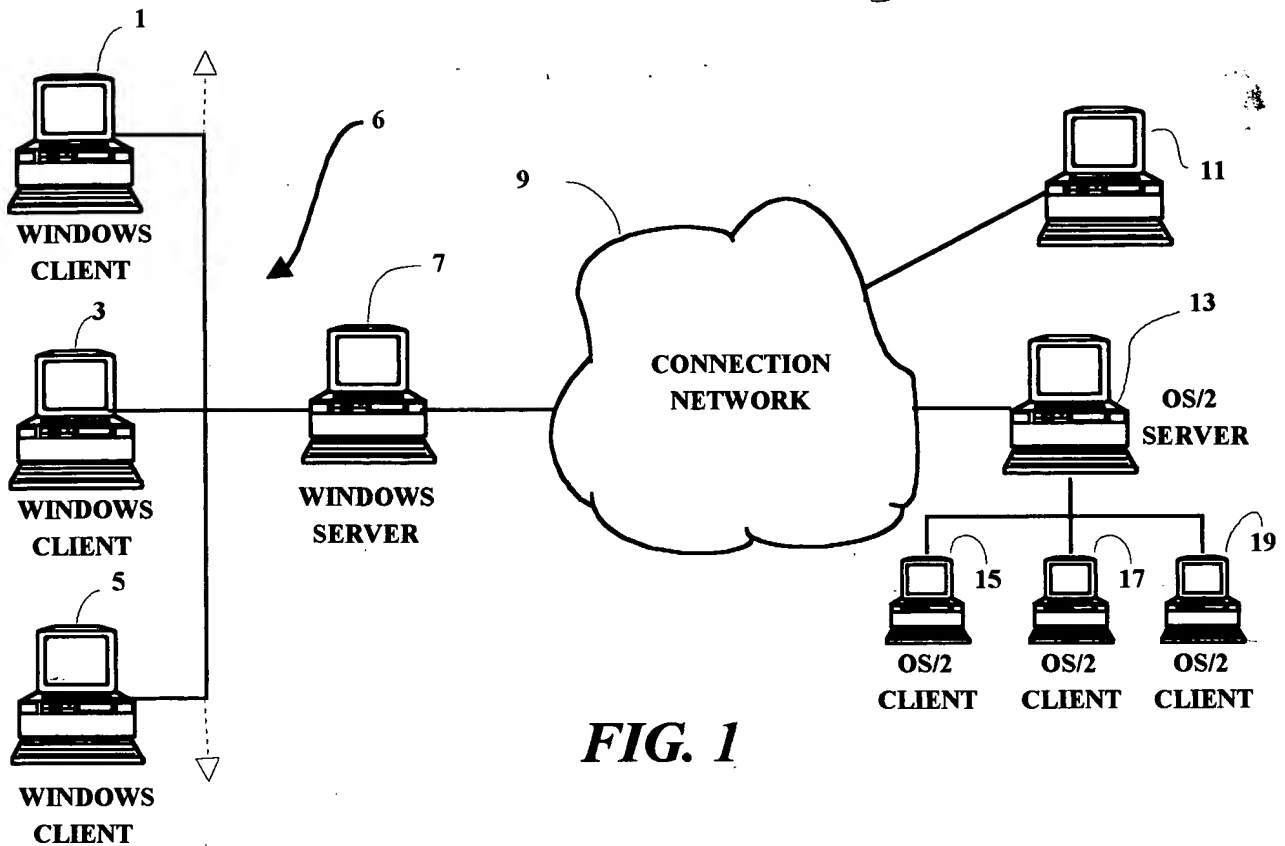 1
WINDOWS
CLIENT
3
WINDOWS
CLIENT
5
WINDOWS
CLIENT
6
7
WINDOWS
SERVER
9
CONNECTION
NETWORK
11
13
OS/2
SERVER
15
OS/2
CLIENT
17
OS/2
CLIENT
19
OS/2
CLIENT
FIG. 1